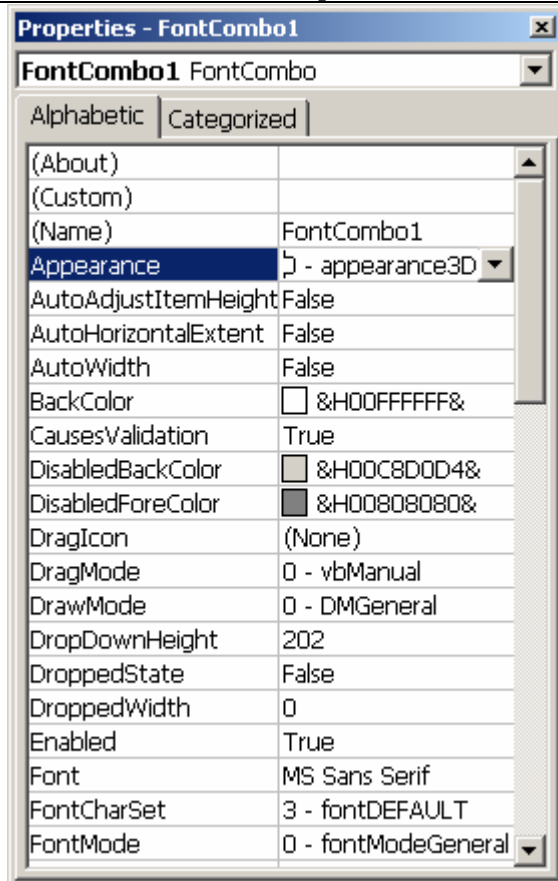 Properties - FontCombo1
FontCombo1 FontCombo
Alphabetic Categorized
(About)
(Custom)
(Name) FontCombo1
Appearance - appearance3D
AutoAdjustItemHeight False
AutoHorizontalExtent False
AutoWidth False
BackColor &H00FFFFFF&
CausesValidation True
DisabledBackColor &H00C8D0D4&
DisabledForeColor &H00808080&
DragIcon (None)
DragMode 0 - vbManual
DrawMode 0 - DMGeneral
DropDownHeight 202
DroppedState False
DroppedWidth 0
Enabled True
Font MS Sans Serif
FontCharSet 3 - fontDEFAULT
FontMode 0 - fontModeGeneral